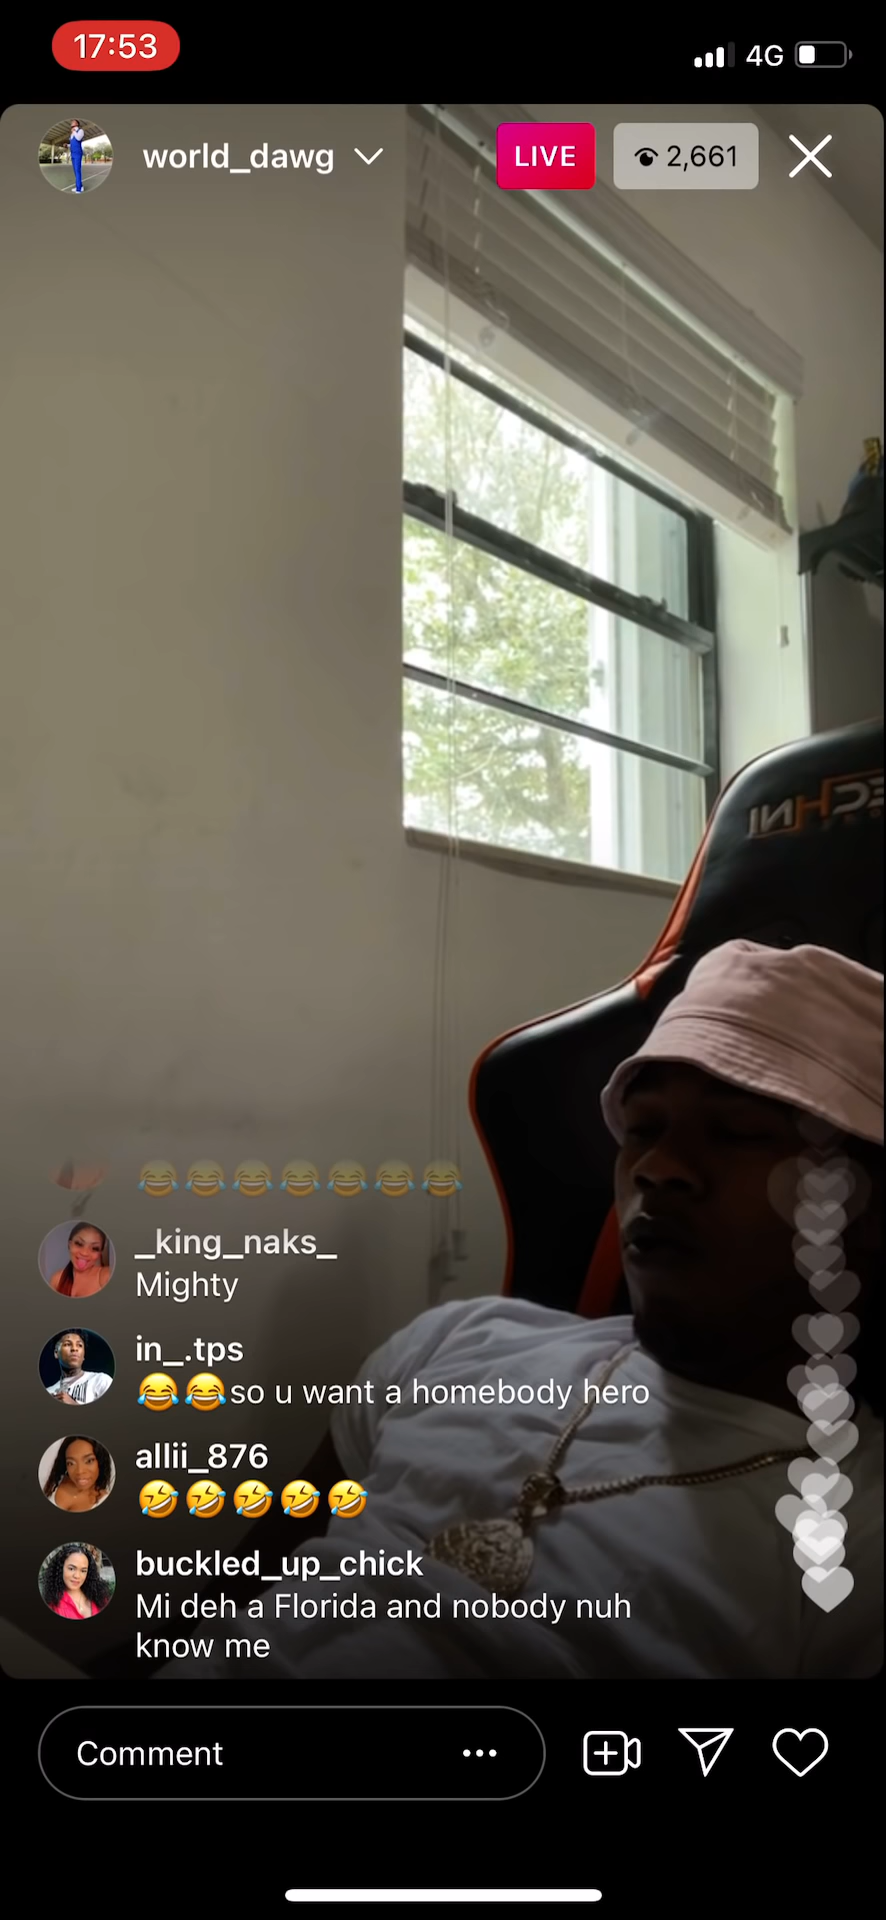 17:53
4G
world_dawg
LIVE
2,661
😂😂😂😂😂😂😂
_king_naks_
Mighty
in_.tps
😂😂so u want a homebody hero
allii_876
🤣🤣🤣🤣🤣
buckled_up_chick
Mi deh a Florida and nobody nuh
know me
Comment